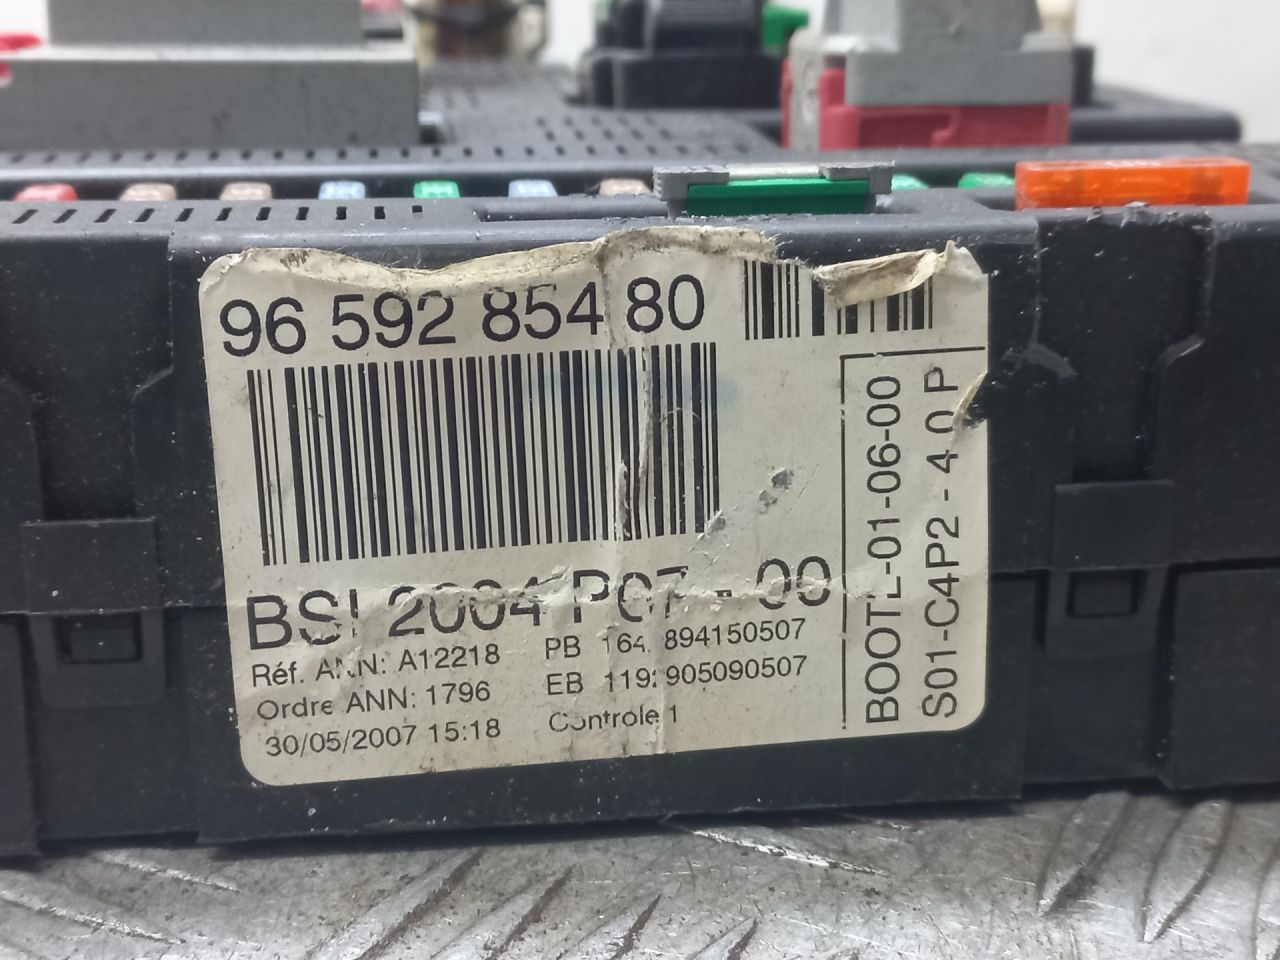 96 592 854 80
BSI 2004 P07 - 00
Réf. ANN: A12218 PB 164 894150507
Ordre ANN: 1796 EB 119 905090507
30/05/2007 15:18 Controle 1
BOOTL-01-06-00
S01-C4P2 - 4 0 P